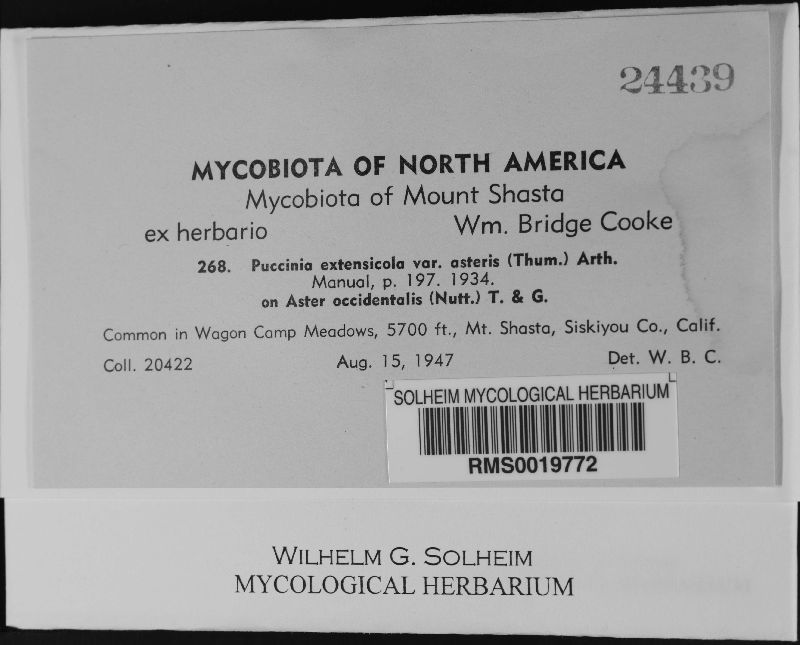 24439
MYCOBIOTA OF NORTH AMERICA
Mycobiota of Mount Shasta
ex herbario Wm. Bridge Cooke
268. Puccinia extensicola var. asteris (Thum.) Arth.
Manual, p. 197. 1934.
on Aster occidentalis (Nutt.) T. & G.
Common in Wagon Camp Meadows, 5700 ft., Mt. Shasta, Siskiyou Co., Calif.
Coll. 20422 Aug. 15, 1947 Det. W. B. C.
SOLHEIM MYCOLOGICAL HERBARIUM
RMS0019772
WILHELM G. SOLHEIM
MYCOLOGICAL HERBARIUM